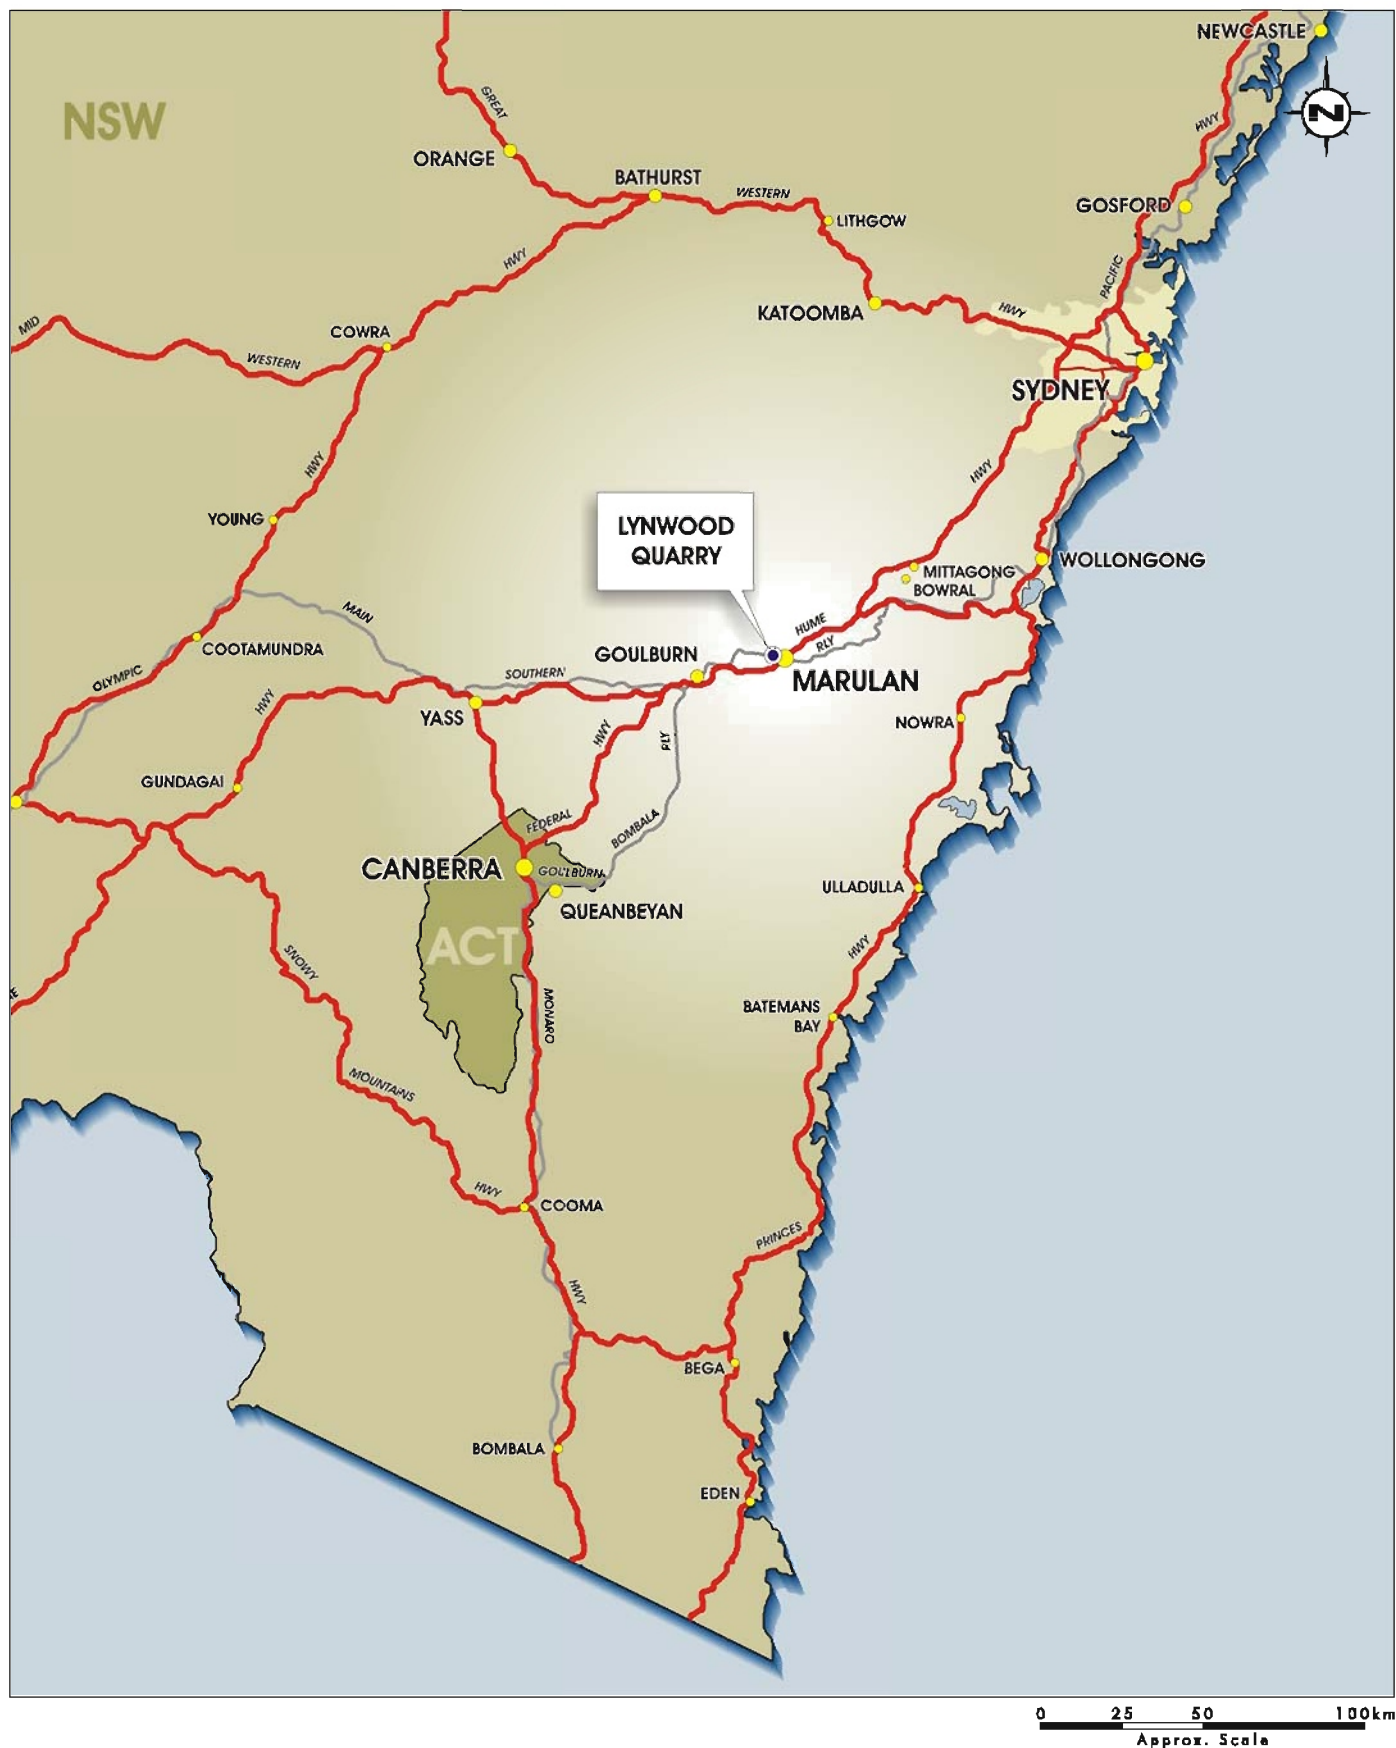 NEWCASTLE
NSW
N
GREAT
HWY
ORANGE
BATHURST
WESTERN
LITHGOW
GOSFORD
HWY
PACIFIC
KATOOMBA
HWY
MID
COWRA
WESTERN
SYDNEY
HWY
HWY
YOUNG
LYNWOOD
QUARRY
WOLLONGONG
MITTAGONG
BOWRAL
MAIN
HUME
RLY
COOTAMUNDRA
GOULBURN
OLYMPIC
SOUTHERN
MARULAN
HWY
YASS
NOWRA
HWY
RLY
GUNDAGAI
FEDERAL
BOMBALA
CANBERRA
GOULBURN
ULLADULLA
QUEANBEYAN
ACT
HWY
SNOWY
MONARO
BATEMANS
BAY
MOUNTAINS
HWY
COOMA
PRINCES
HWY
BEGA
BOMBALA
EDEN
0 25 50 100km
Approx. Scale